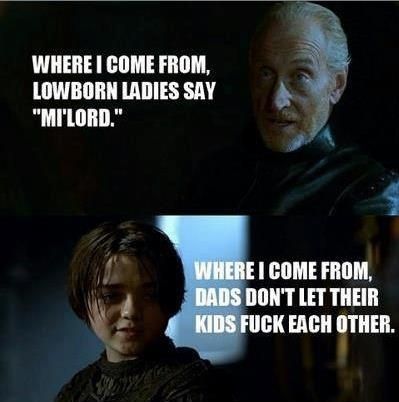 WHERE I COME FROM,
LOWBORN LADIES SAY
"MI'LORD."
WHERE I COME FROM,
DADS DON'T LET THEIR
KIDS FUCK EACH OTHER.